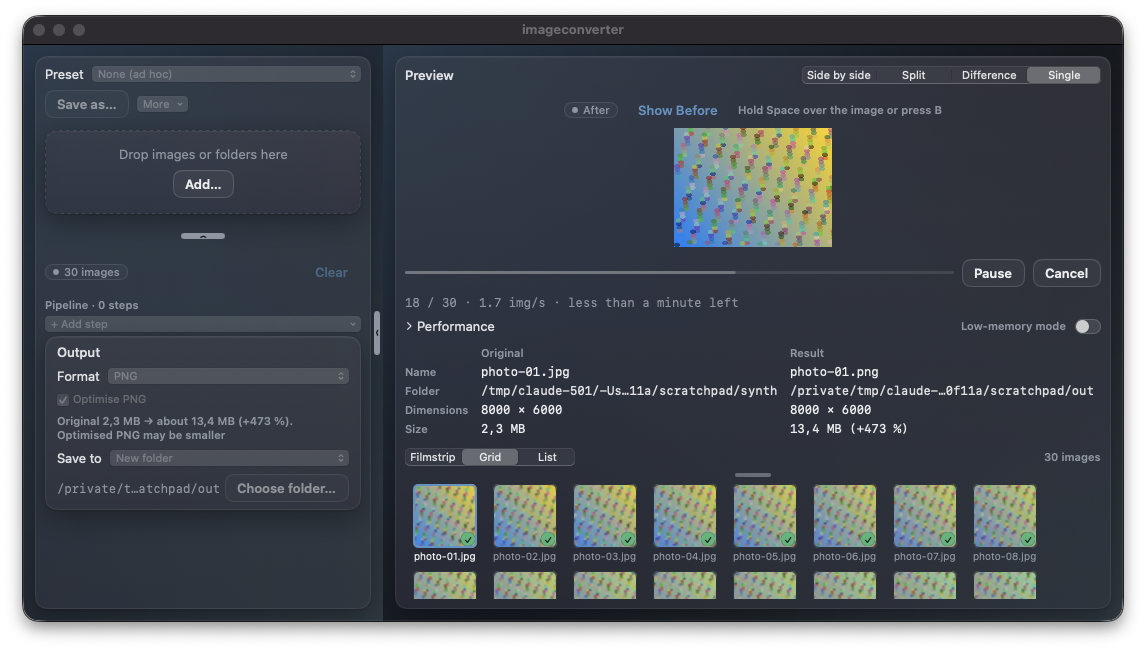 imageconverter
Preset None (ad hoc)
Save as... More
Drop images or folders here
Add...
30 images Clear
Pipeline · 0 steps
+ Add step
Output
Format PNG
Optimise PNG
Original 2,3 MB → about 13,4 MB (+473 %).
Optimised PNG may be smaller
Save to New folder
/private/t…atchpad/out Choose folder...
Preview Side by side Split Difference Single
After Show Before Hold Space over the image or press B
Pause Cancel
18 / 30 · 1.7 img/s · less than a minute left
Performance Low-memory mode
Original Result
Name photo-01.jpg photo-01.png
Folder /tmp/claude-501/-Us…11a/scratchpad/synth /private/tmp/claude-…0f11a/scratchpad/out
Dimensions 8000 × 6000 8000 × 6000
Size 2,3 MB 13,4 MB (+473 %)
Filmstrip Grid List 30 images
photo-01.jpg photo-02.jpg photo-03.jpg photo-04.jpg photo-05.jpg photo-06.jpg photo-07.jpg photo-08.jpg